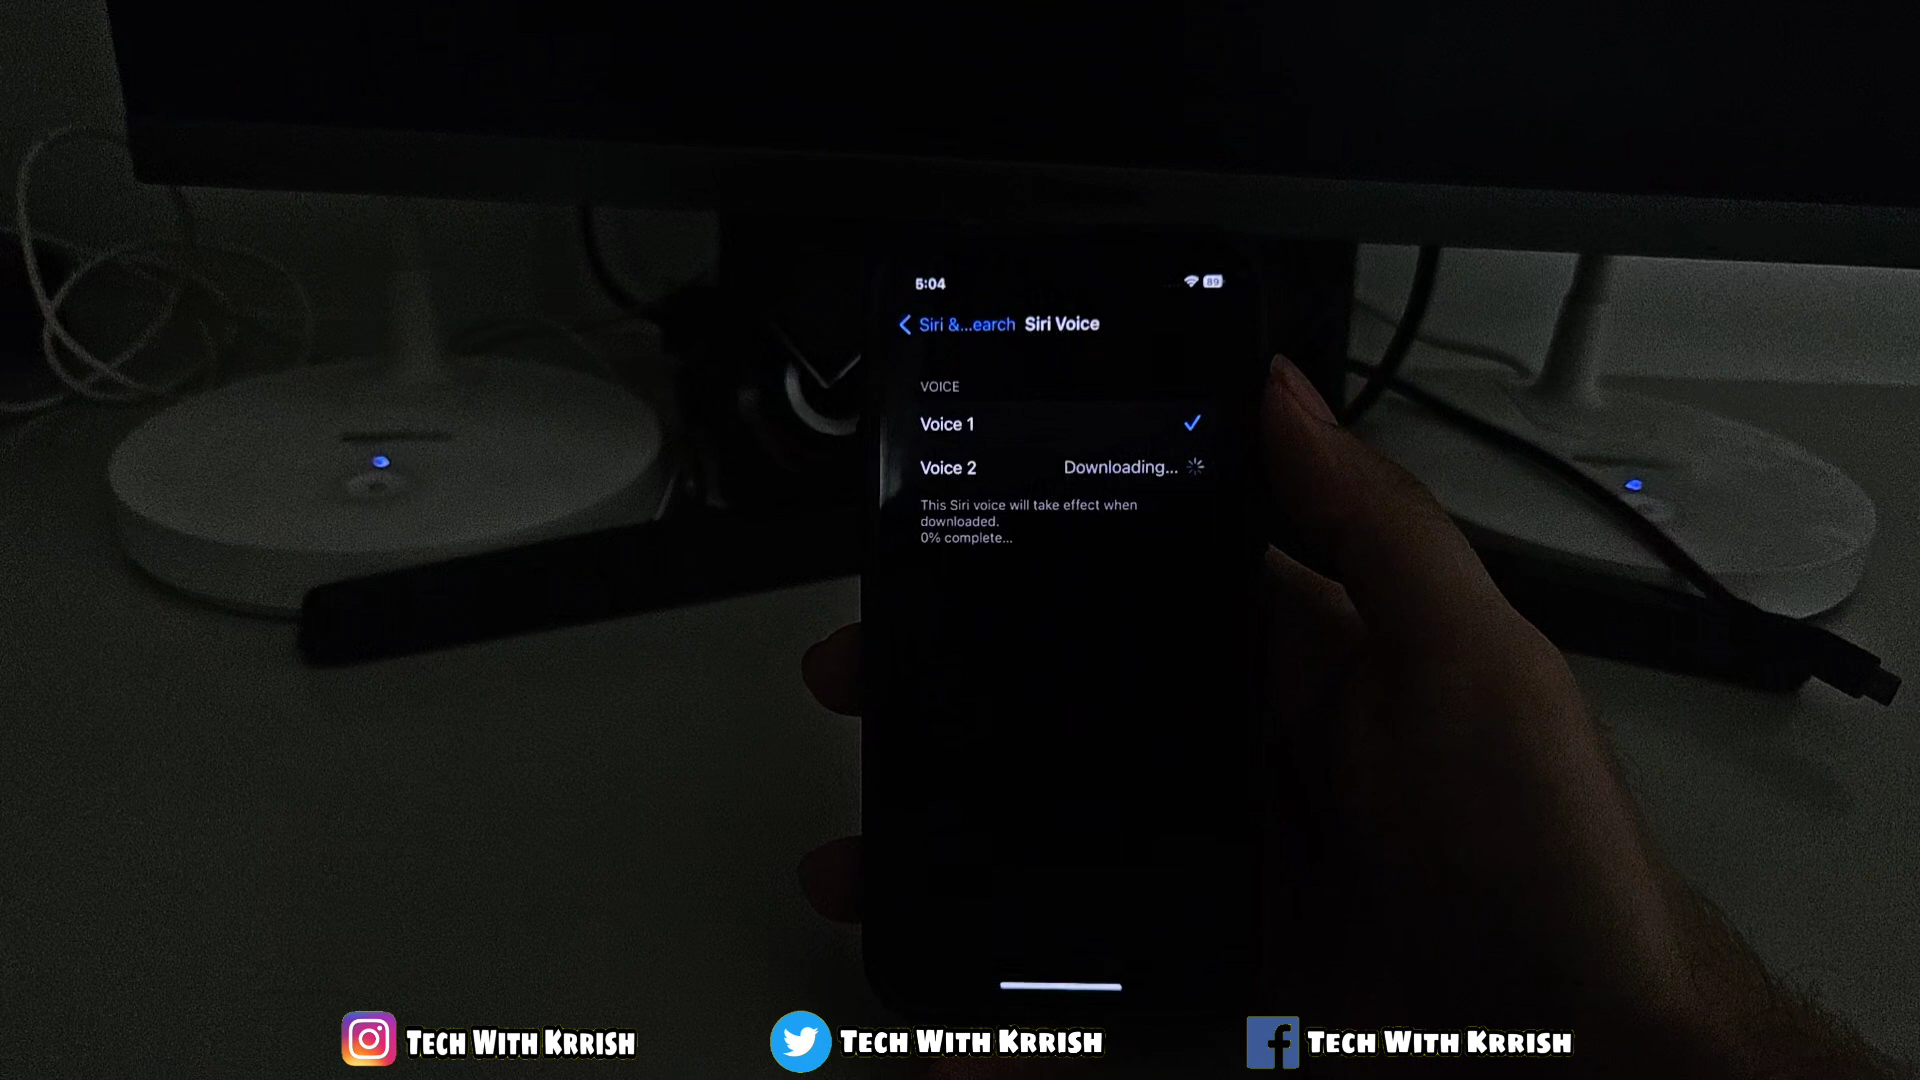 5:04
89
Siri &...earch Siri Voice
VOICE
Voice 1
Voice 2 Downloading...
This Siri voice will take effect when
downloaded.
0% complete...
Tech With Krrish Tech With Krrish Tech With Krrish